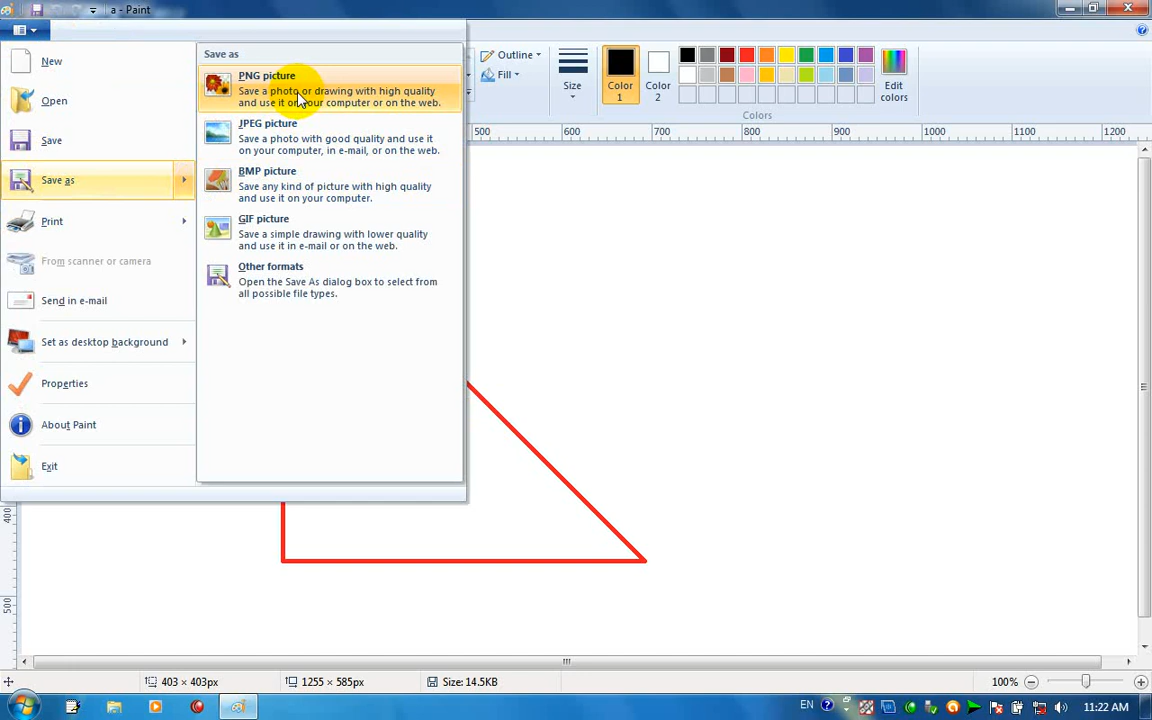 a - Paint
New
Open
Save
Save as
Print
From scanner or camera
Send in e-mail
Set as desktop background
Properties
About Paint
Exit
Save as
PNG picture
Save a photo or drawing with high quality
and use it on your computer or on the web.
JPEG picture
Save a photo with good quality and use it
on your computer, in e-mail, or on the web.
BMP picture
Save any kind of picture with high quality
and use it on your computer.
GIF picture
Save a simple drawing with lower quality
and use it in e-mail or on the web.
Other formats
Open the Save As dialog box to select from
all possible file types.
Outline
Fill
Size
Color
1
Color
2
Edit
colors
Colors
500 600 700 800 900 1000 1100 1200
400
500
403 × 403px
1255 × 585px
Size: 14.5KB
100%
EN
11:22 AM